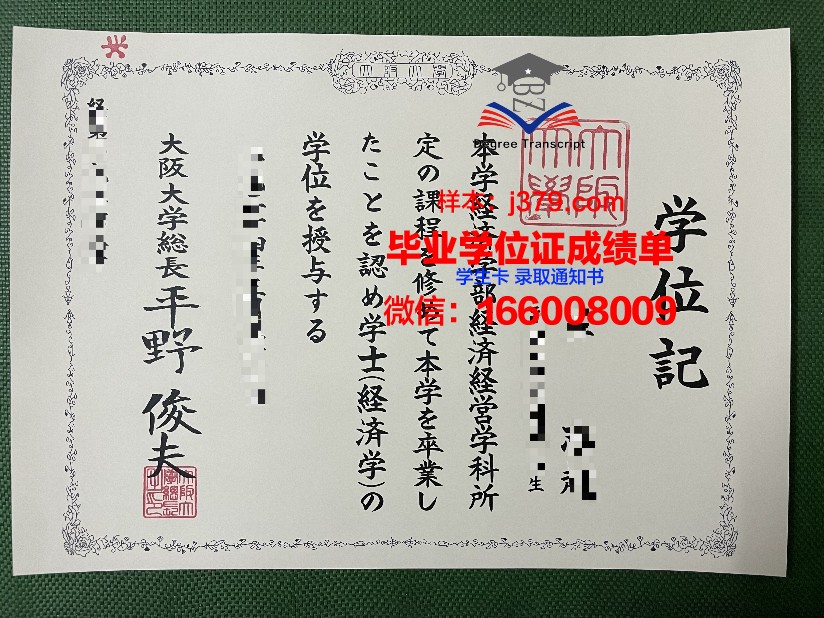 学位記
生
本学経済学部経済経営学科所
定の課程を修めて本学を卒業し
たことを認め学士(経済学)の
学位を授与する
大阪大学総長 平野 俊夫
Degree Transcript
样本：j379.com
毕业学位证成绩单
学生卡 录取通知书
微信：166008009